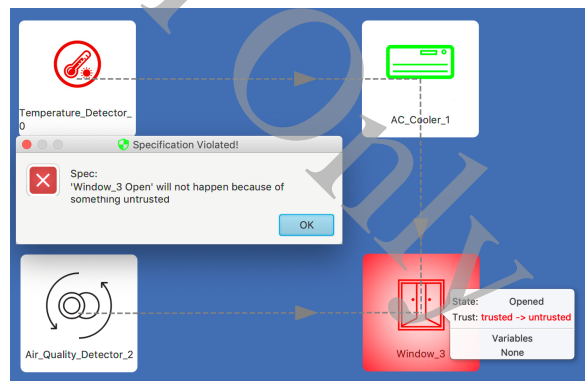 Temperature_Detector_
0
AC_Cooler_1
Specification Violated!
Spec:
'Window_3 Open' will not happen because of
something untrusted
OK
Air_Quality_Detector_2
Window_3
State: Opened
Trust: trusted -> untrusted
Variables
None
Only